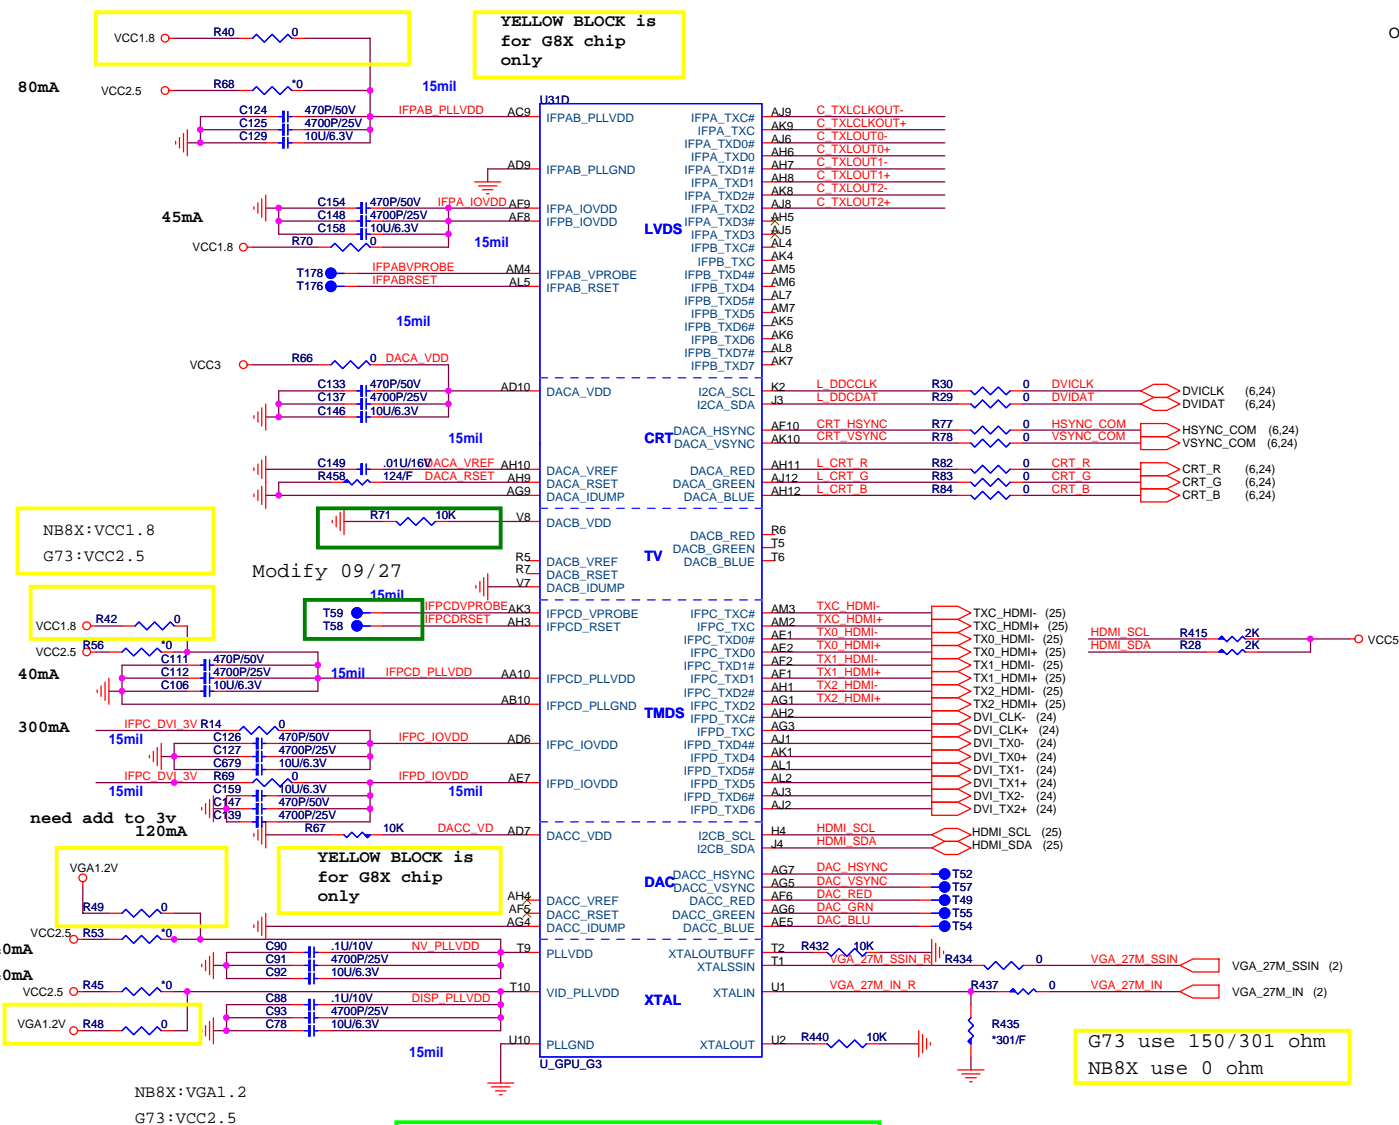 YELLOW BLOCK is
for G8X chip
only
O
VCC1.8 R40 0
80mA VCC2.5 R68 *0 15mil
U31D
C124 470P/50V IFPAB_PLLVDD AC9 IFPAB_PLLVDD
C125 4700P/25V
C129 10U/6.3V
AD9 IFPAB_PLLGND
C154 470P/50V IFPA_IOVDD AF9 IFPA_IOVDD
45mA C148 4700P/25V AF8 IFPB_IOVDD
C158 10U/6.3V
VCC1.8 R70 0 15mil
T178 IFPABVPROBE AM4 IFPAB_VPROBE
T176 IFPABRSET AL5 IFPAB_RSET
15mil
LVDS
IFPA_TXC# AJ9 C_TXLCLKOUT-
IFPA_TXC AK9 C_TXLCLKOUT+
IFPA_TXD0# AJ6 C_TXLOUT0-
IFPA_TXD0 AH6 C_TXLOUT0+
IFPA_TXD1# AH7 C_TXLOUT1-
IFPA_TXD1 AH8 C_TXLOUT1+
IFPA_TXD2# AK8 C_TXLOUT2-
IFPA_TXD2 AJ8 C_TXLOUT2+
IFPA_TXD3# AH5
IFPA_TXD3 AJ5
IFPB_TXC# AL4
IFPB_TXC AK4
IFPB_TXD4# AM5
IFPB_TXD4 AM6
IFPB_TXD5# AL7
IFPB_TXD5 AM7
IFPB_TXD6# AK5
IFPB_TXD6 AK6
IFPB_TXD7# AL8
IFPB_TXD7 AK7
VCC3 R66 0 DACA_VDD
C133 470P/50V AD10 DACA_VDD
C137 4700P/25V
C146 10U/6.3V
15mil
C149 .01U/16V DACA_VREF AH10 DACA_VREF
R458 124/F DACA_RSET AH9 DACA_RSET
AG9 DACA_IDUMP
CRT
I2CA_SCL K2 L_DDCCLK R30 0 DVICLK DVICLK (6,24)
I2CA_SDA J3 L_DDCDAT R29 0 DVIDAT DVIDAT (6,24)
DACA_HSYNC AF10 CRT_HSYNC R77 0 HSYNC_COM HSYNC_COM (6,24)
DACA_VSYNC AK10 CRT_VSYNC R78 0 VSYNC_COM VSYNC_COM (6,24)
DACA_RED AH11 L_CRT_R R82 0 CRT_R CRT_R (6,24)
DACA_GREEN AJ12 L_CRT_G R83 0 CRT_G CRT_G (6,24)
DACA_BLUE AH12 L_CRT_B R84 0 CRT_B CRT_B (6,24)
NB8X:VCC1.8
G73:VCC2.5
R71 10K V8 DACB_VDD
Modify 09/27
R5 DACB_VREF
R7 DACB_RSET
V7 DACB_IDUMP
TV
DACB_RED R6
DACB_GREEN T5
DACB_BLUE T6
15mil
T59 IFPCDVPROBE AK3 IFPCD_VPROBE
T58 IFPCDRSET AH3 IFPCD_RSET
VCC1.8 R42 0
VCC2.5 R56 *0
C111 470P/50V
40mA C112 4700P/25V 15mil IFPCD_PLLVDD AA10 IFPCD_PLLVDD
C106 10U/6.3V
AB10 IFPCD_PLLGND
300mA IFPC_DVI_3V R14 0
15mil C126 470P/50V IFPC_IOVDD AD6 IFPC_IOVDD
C127 4700P/25V
C679 10U/6.3V
IFPC_DVI_3V R69 0 IFPD_IOVDD AE7 IFPD_IOVDD
15mil C159 10U/6.3V 15mil
C147 470P/50V
C139 4700P/25V
need add to 3v
120mA R67 10K DACC_VD AD7 DACC_VDD
TMDS
IFPC_TXC# AM3 TXC_HDMI- TXC_HDMI- (25)
IFPC_TXC AM2 TXC_HDMI+ TXC_HDMI+ (25)
IFPC_TXD0# AE1 TX0_HDMI- TX0_HDMI- (25)
IFPC_TXD0 AE2 TX0_HDMI+ TX0_HDMI+ (25)
IFPC_TXD1# AF2 TX1_HDMI- TX1_HDMI- (25)
IFPC_TXD1 AF1 TX1_HDMI+ TX1_HDMI+ (25)
IFPC_TXD2# AH1 TX2_HDMI- TX2_HDMI- (25)
IFPC_TXD2 AG1 TX2_HDMI+ TX2_HDMI+ (25)
IFPD_TXC# AH2 DVI_CLK- (24)
IFPD_TXC AG3 DVI_CLK+ (24)
IFPD_TXD4# AJ1 DVI_TX0- (24)
IFPD_TXD4 AK1 DVI_TX0+ (24)
IFPD_TXD5# AL1 DVI_TX1- (24)
IFPD_TXD5 AL2 DVI_TX1+ (24)
IFPD_TXD6# AJ3 DVI_TX2- (24)
IFPD_TXD6 AJ2 DVI_TX2+ (24)
HDMI_SCL R415 2K VCC5
HDMI_SDA R28 2K
I2CB_SCL H4 HDMI_SCL HDMI_SCL (25)
I2CB_SDA J4 HDMI_SDA HDMI_SDA (25)
YELLOW BLOCK is
for G8X chip
only
VGA1.2V
R49 0
AH4 DACC_VREF
AF5 DACC_RSET
AG4 DACC_IDUMP
DAC
DACC_HSYNC AG7 DAC_HSYNC T52
DACC_VSYNC AG5 DAC_VSYNC T57
DACC_RED AF6 DAC_RED T49
DACC_GREEN AG6 DAC_GRN T55
DACC_BLUE AE5 DAC_BLU T54
VCC2.5 R53 *0
0mA C90 .1U/10V NV_PLLVDD T9 PLLVDD
C91 4700P/25V
C92 10U/6.3V
0mA
VCC2.5 R45 *0 T10 VID_PLLVDD
C88 .1U/10V DISP_PLLVDD
C93 4700P/25V
VGA1.2V R48 0 C78 10U/6.3V
15mil U10 PLLGND
XTAL
XTALOUTBUFF T2 R432 10K
XTALSSIN T1 VGA_27M_SSIN_R R434 0 VGA_27M_SSIN VGA_27M_SSIN (2)
XTALIN U1 VGA_27M_IN_R R437 0 VGA_27M_IN VGA_27M_IN (2)
R435
*301/F
XTALOUT U2 R440 10K
U_GPU_G3
G73 use 150/301 ohm
NB8X use 0 ohm
NB8X:VGA1.2
G73:VCC2.5